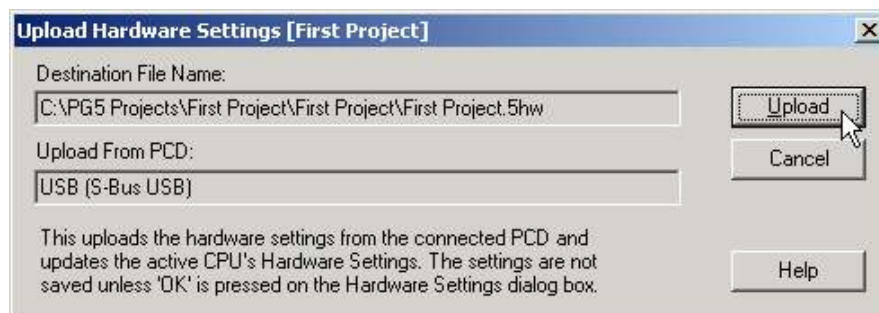 Upload Hardware Settings [First Project]
Destination File Name:
C:\PG5 Projects\First Project\First Project\First Project.5hw
Upload
Upload From PCD:
Cancel
USB (S-Bus USB)
This uploads the hardware settings from the connected PCD and
updates the active CPU's Hardware Settings. The settings are not
saved unless 'OK' is pressed on the Hardware Settings dialog box.
Help